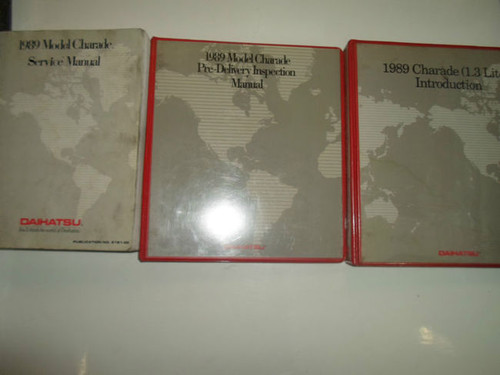 1989 Model Charade
Service Manual
DAIHATSU
1989 Model Charade
Pre-Delivery Inspection
Manual
1989 Charade (1.3 Lit
Introduction
DAIHATSU